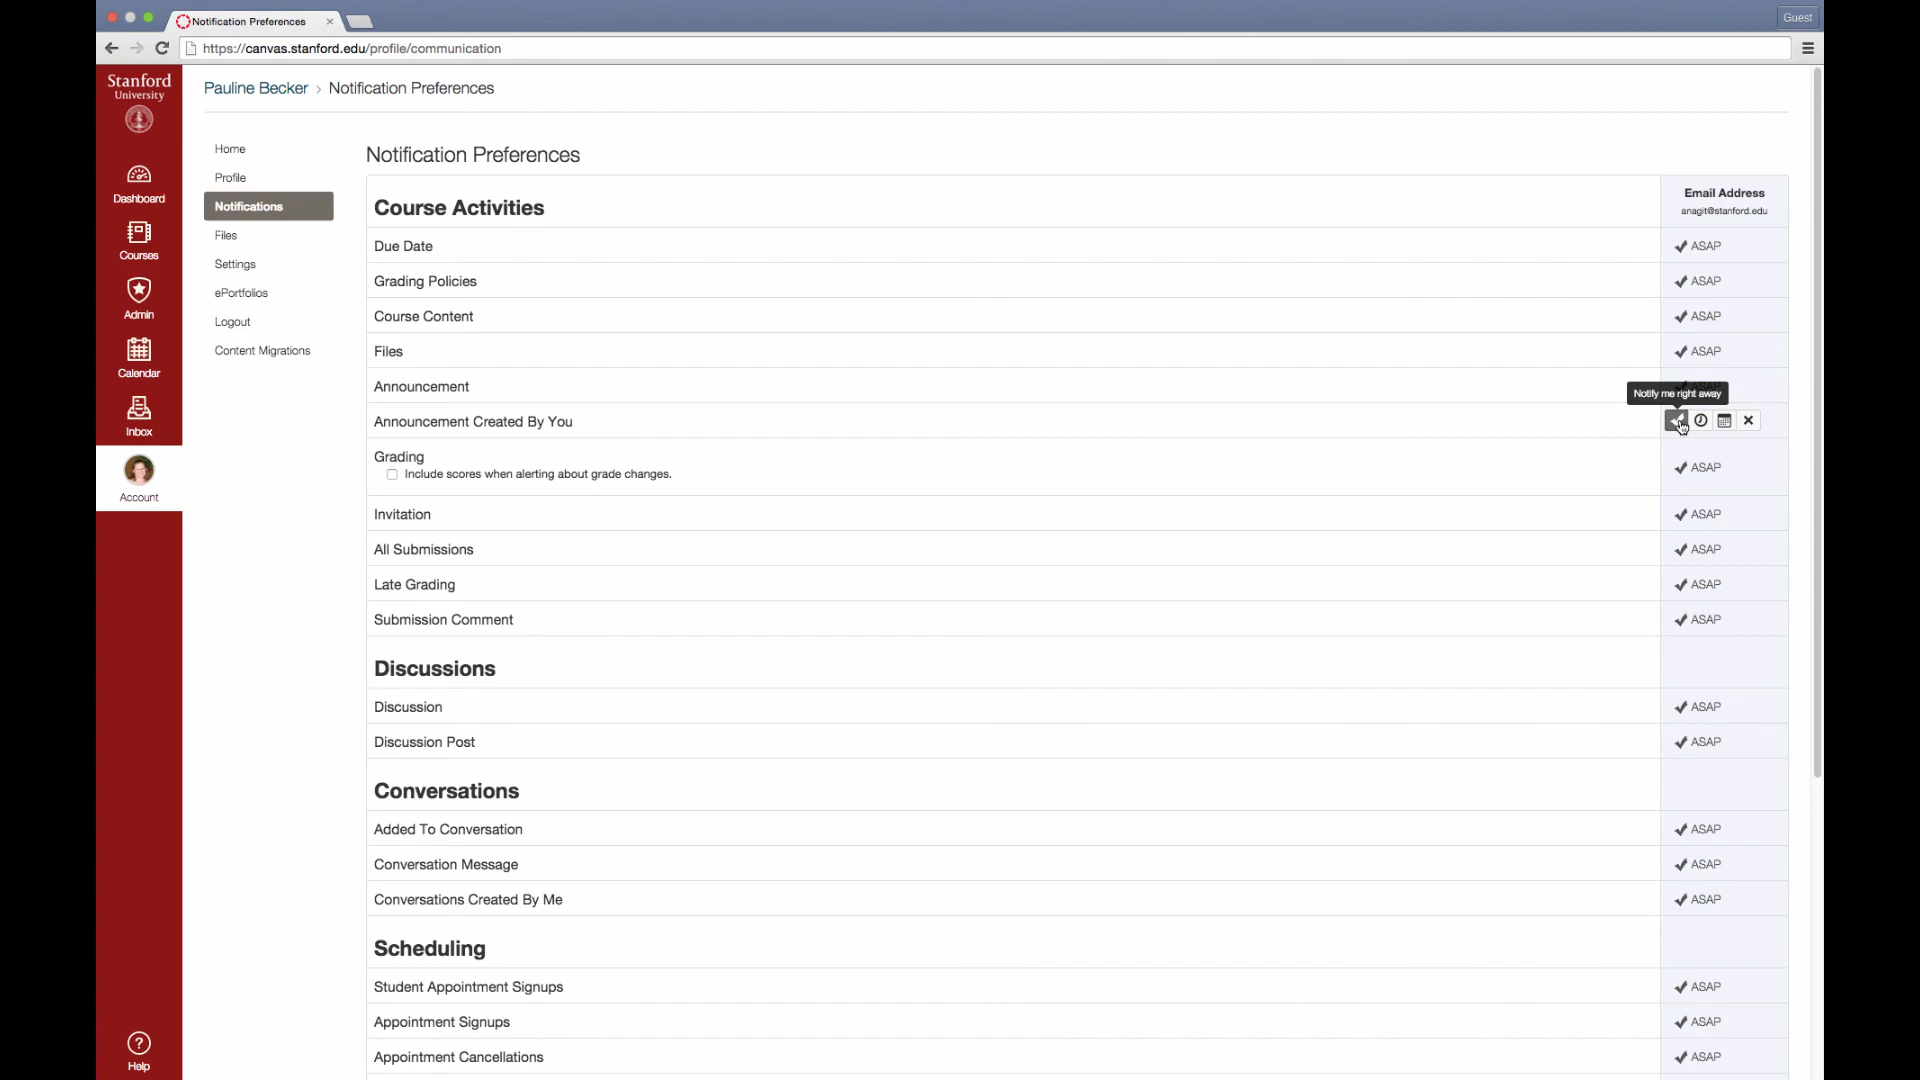 Notification Preferences
Guest
https://canvas.stanford.edu/profile/communication
Stanford
University
Dashboard
Courses
Admin
Calendar
Inbox
Account
Help
Pauline Becker › Notification Preferences
Home
Profile
Notifications
Files
Settings
ePortfolios
Logout
Content Migrations
Notification Preferences
Course Activities
Email Address
anagit@stanford.edu
Due Date ASAP
Grading Policies ASAP
Course Content ASAP
Files ASAP
Announcement
Notify me right away
Announcement Created By You
Grading ASAP
Include scores when alerting about grade changes.
Invitation ASAP
All Submissions ASAP
Late Grading ASAP
Submission Comment ASAP
Discussions
Discussion ASAP
Discussion Post ASAP
Conversations
Added To Conversation ASAP
Conversation Message ASAP
Conversations Created By Me ASAP
Scheduling
Student Appointment Signups ASAP
Appointment Signups ASAP
Appointment Cancellations ASAP